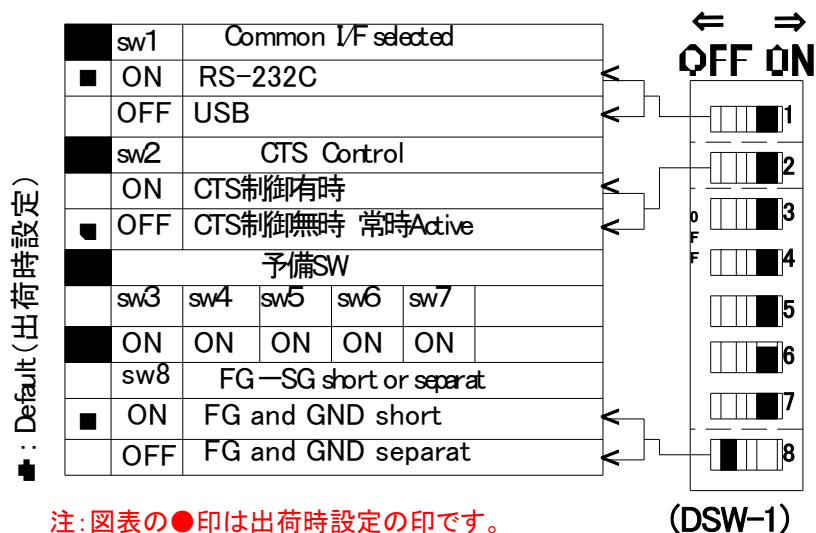 ⇐ ⇒
OFF ON
sw1 Common I/F selected
ON RS-232C
OFF USB
sw2 CTS Control
ON CTS制御有時
OFF CTS制御無時 常時Active
予備SW
sw3 sw4 sw5 sw6 sw7
ON ON ON ON ON
sw8 FG—SG short or separat
ON FG and GND short
OFF FG and GND separat
1
2
3
4
5
6
7
8
OFF
(DSW-1)
: Default(出荷時設定)
注:図表の●印は出荷時設定の印です。